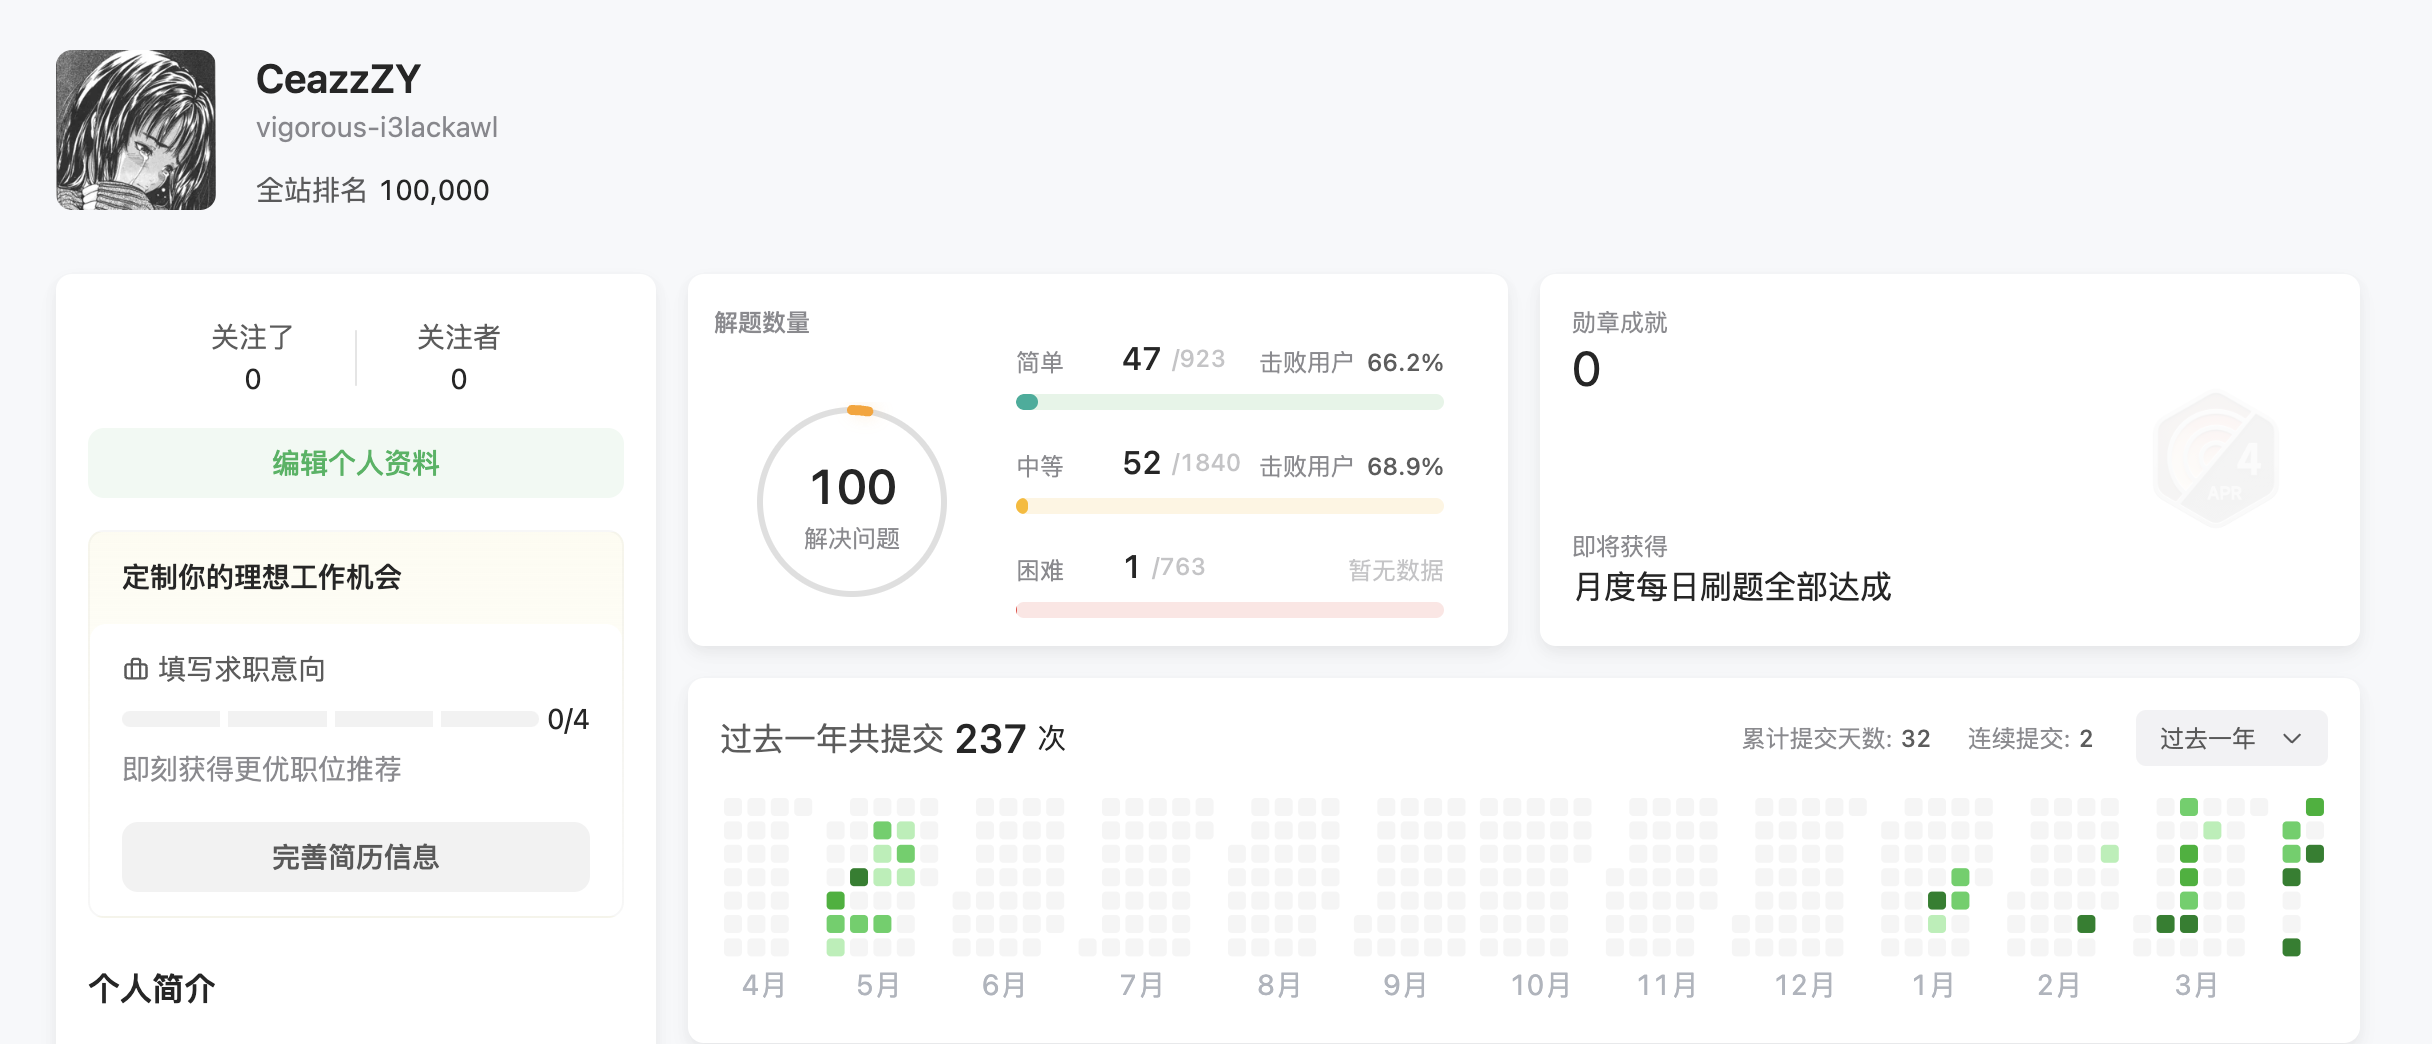 CeazzZY
vigorous-i3lackawl
全站排名 100,000
关注了
0
关注者
0
编辑个人资料
定制你的理想工作机会
填写求职意向
0/4
即刻获得更优职位推荐
完善简历信息
个人简介
解题数量
100
解决问题
简单 47 /923 击败用户 66.2%
中等 52 /1840 击败用户 68.9%
困难 1 /763 暂无数据
勋章成就
0
4
APR
即将获得
月度每日刷题全部达成
过去一年共提交 237 次
累计提交天数: 32 连续提交: 2 过去一年
4月 5月 6月 7月 8月 9月 10月 11月 12月 1月 2月 3月